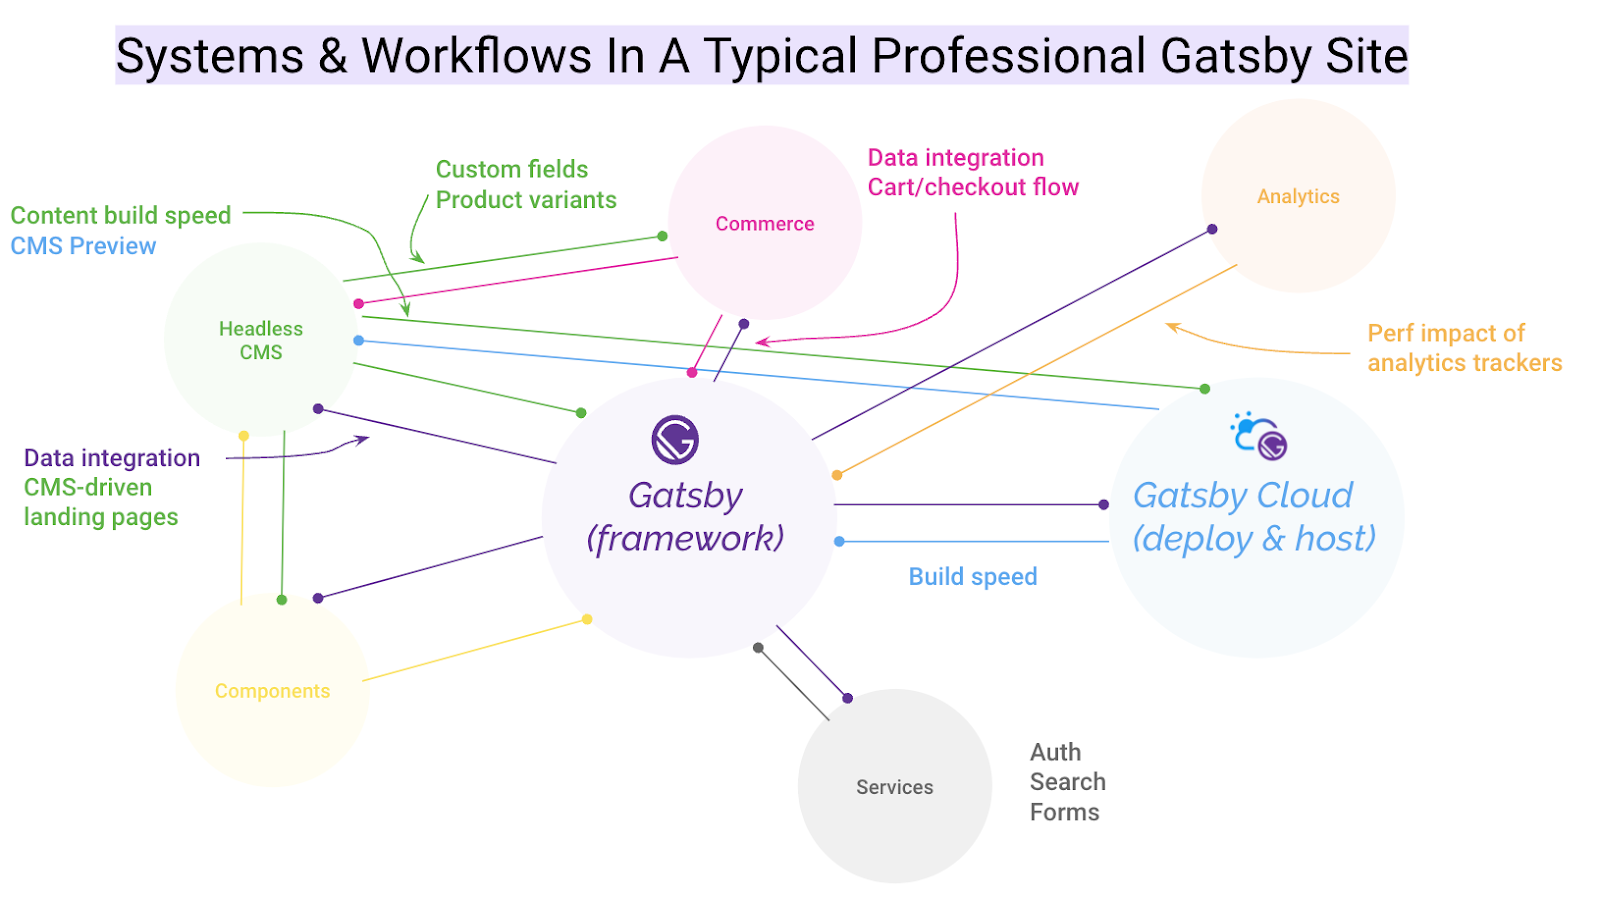 Systems & Workflows In A Typical Professional Gatsby Site
Custom fields
Product variants
Data integration
Cart/checkout flow
Content build speed
CMS Preview
Commerce
Analytics
Headless
CMS
Perf impact of
analytics trackers
Data integration
CMS-driven
landing pages
Gatsby
(framework)
Gatsby Cloud
(deploy & host)
Build speed
Components
Services
Auth
Search
Forms